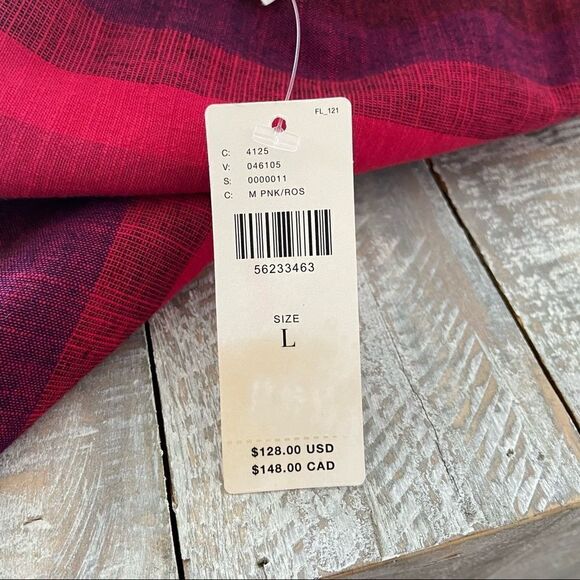 FL_121
C: 4125
V: 046105
S: 0000011
C: M PNK/ROS
56233463
SIZE
L
$128.00 USD
$148.00 CAD